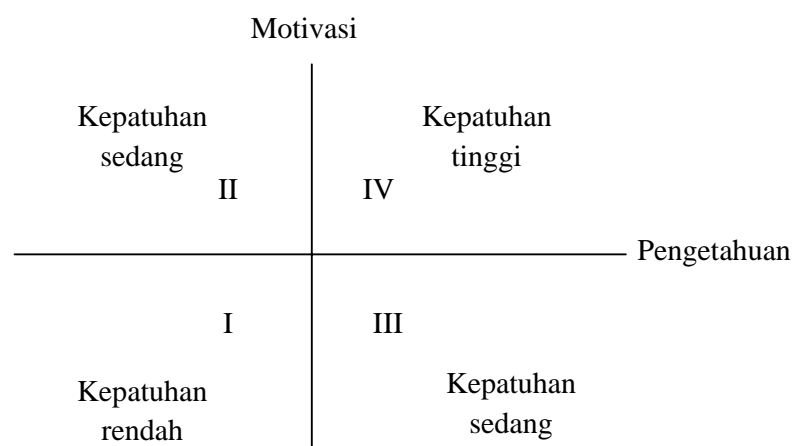 Motivasi
Kepatuhan
sedang
Kepatuhan
tinggi
II
IV
Pengetahuan
I
III
Kepatuhan
rendah
Kepatuhan
sedang